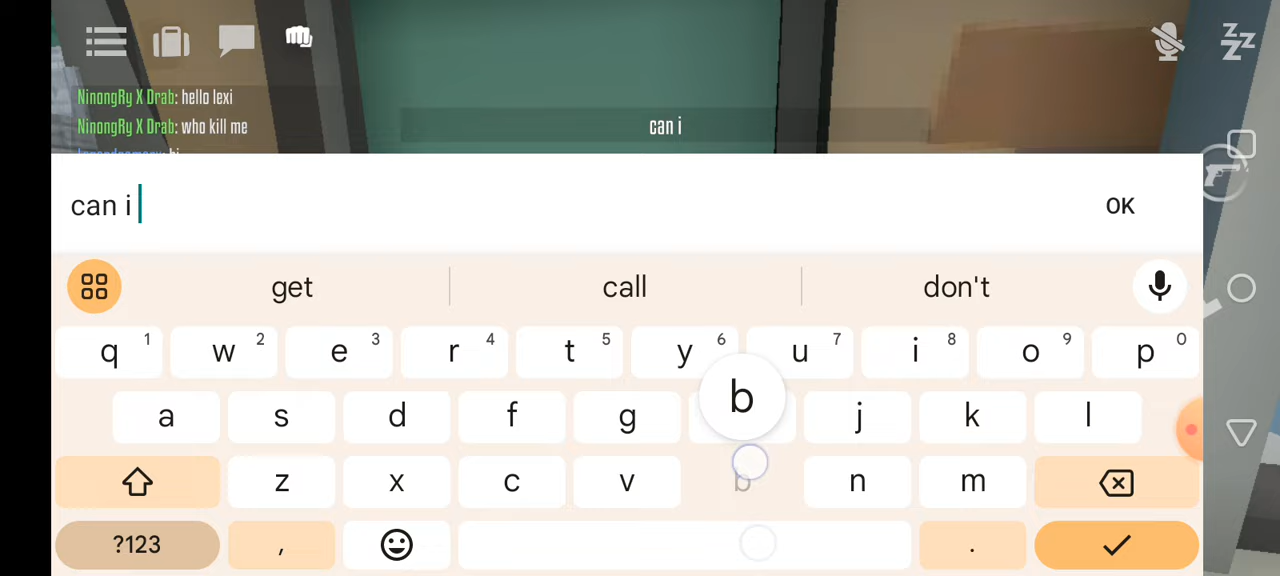 NinongRy X Drab: hello lexi
NinongRy X Drab: who kill me
can i
can i
OK
get call don't
q 1 w 2 e 3 r 4 t 5 y 6 u 7 i 8 o 9 p 0
b
a s d f g j k l
z x c v b n m
?123 , .